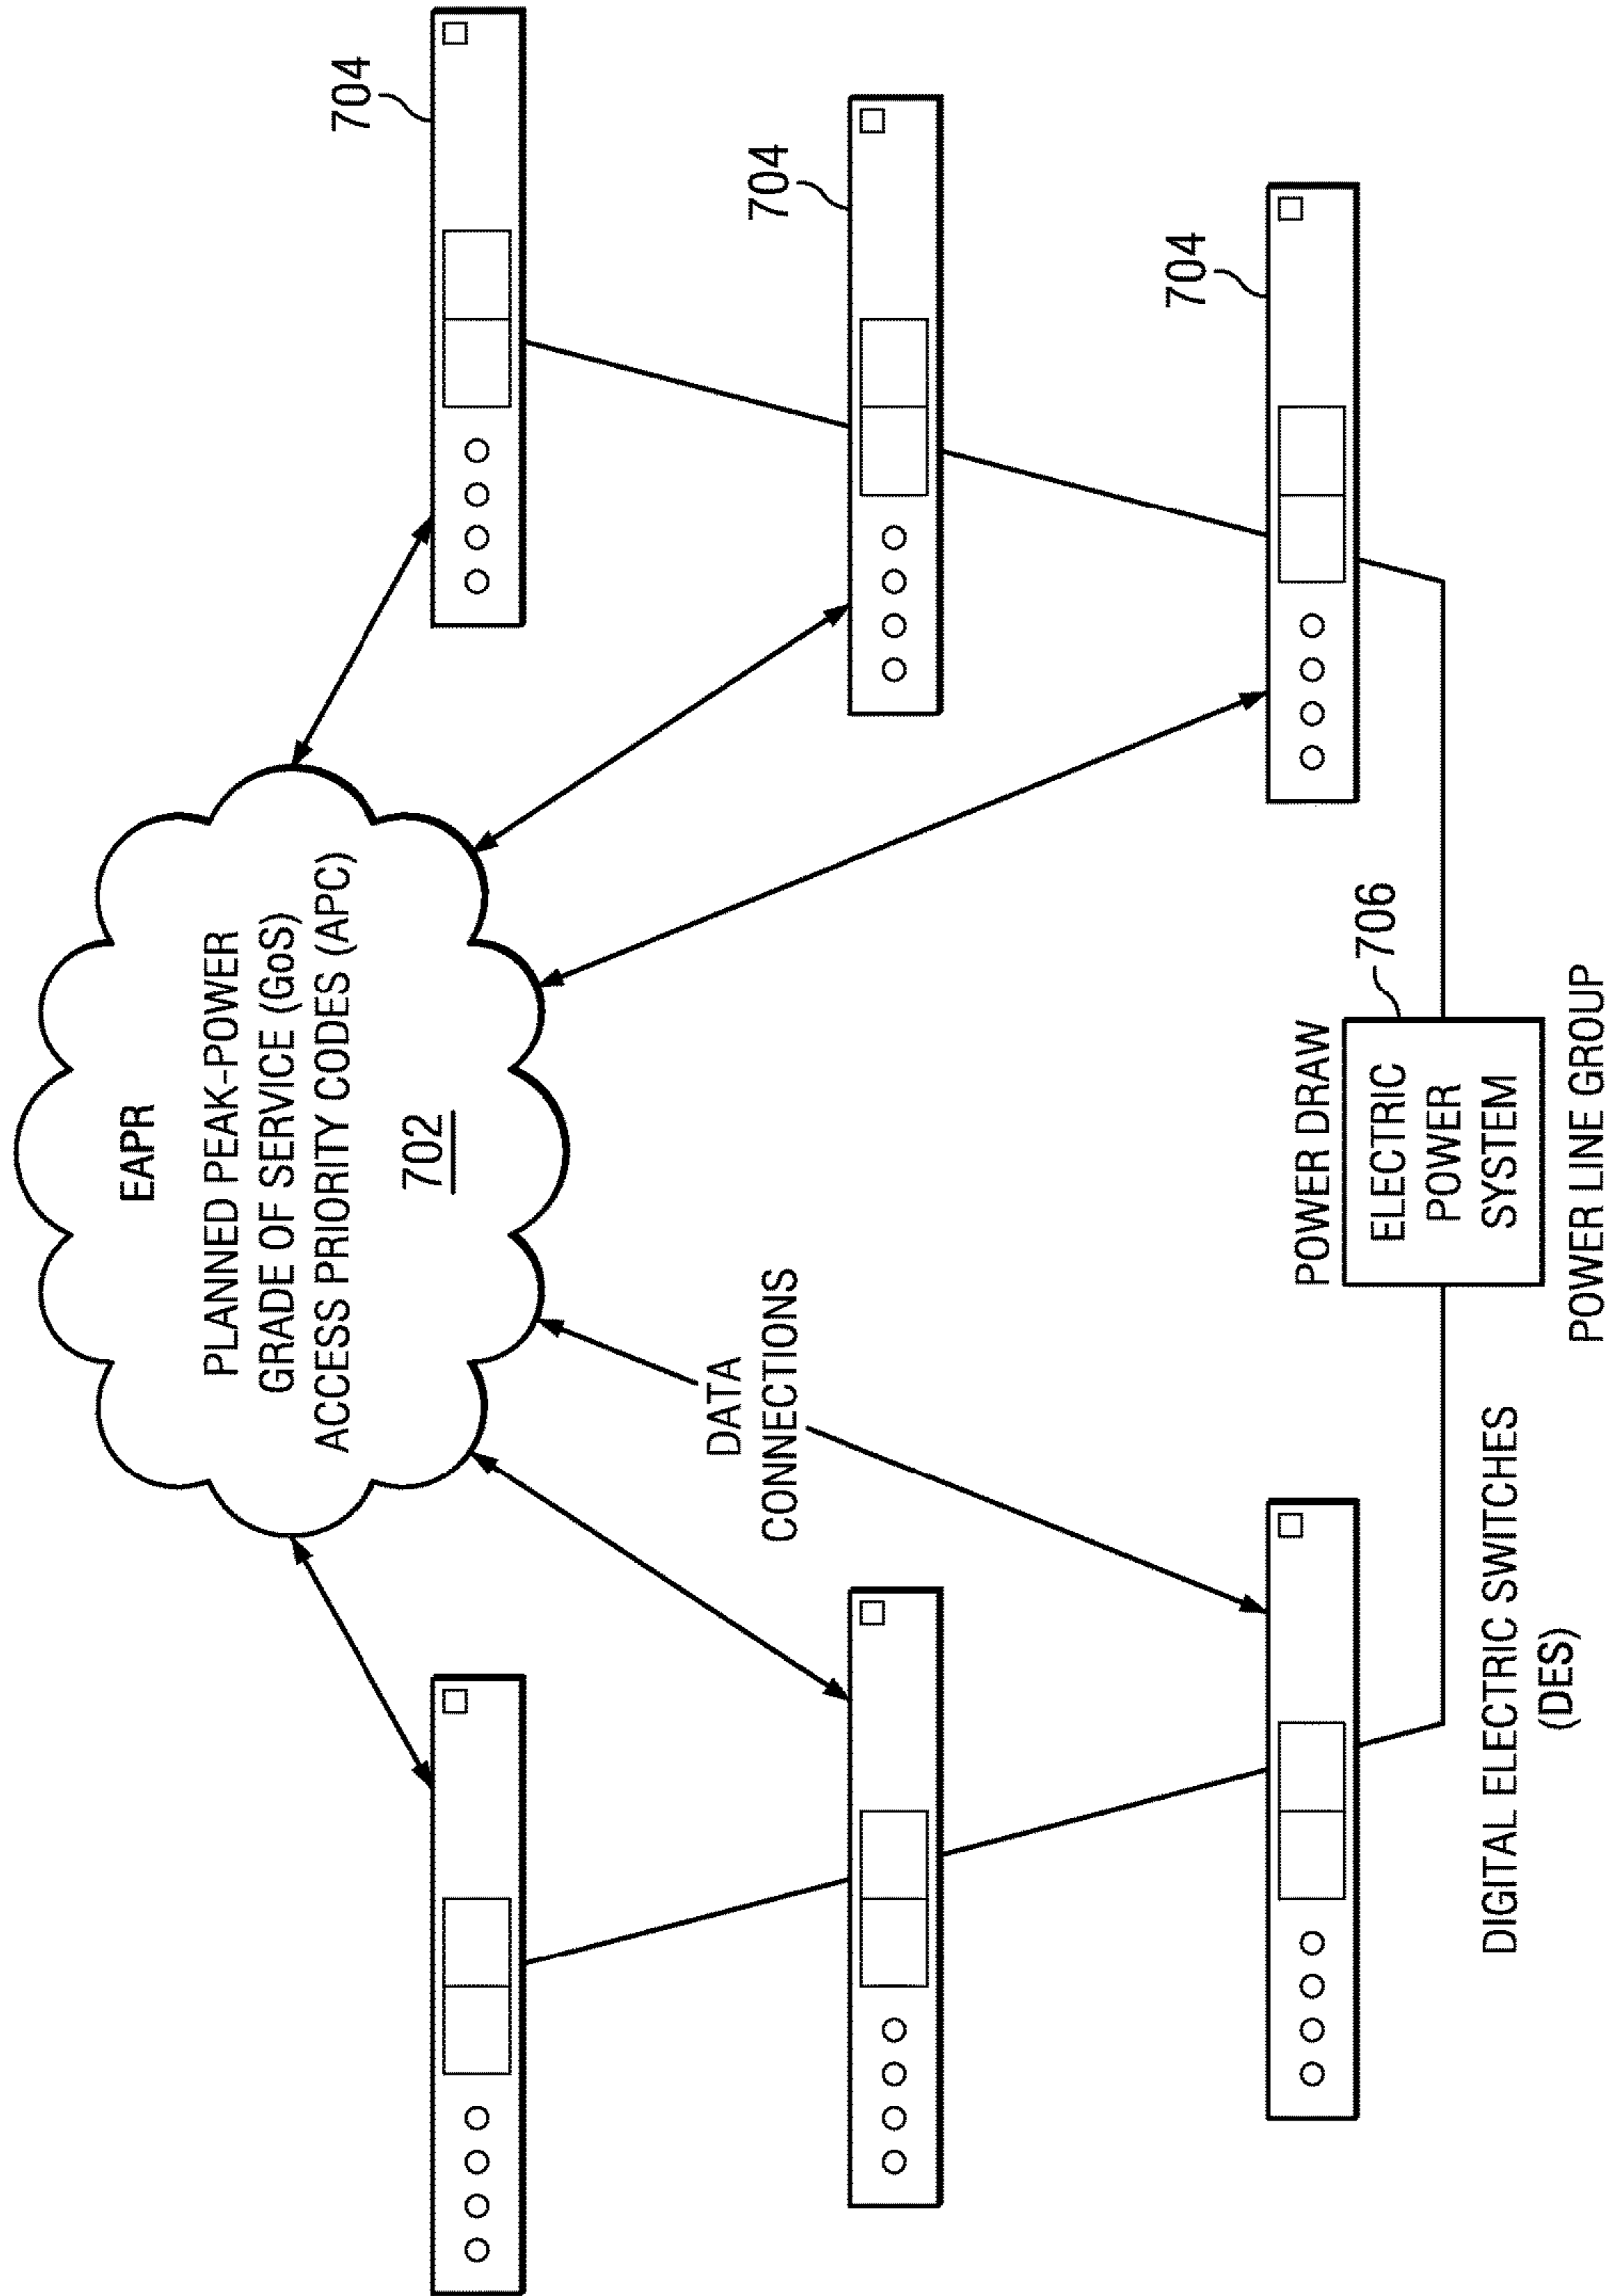 EAPR
PLANNED PEAK-POWER
GRADE OF SERVICE (GoS)
ACCESS PRIORITY CODES (APC)
702
704
704
704
DATA
CONNECTIONS
POWER DRAW
706
ELECTRIC
POWER
SYSTEM
POWER LINE GROUP
DIGITAL ELECTRIC SWITCHES
(DES)